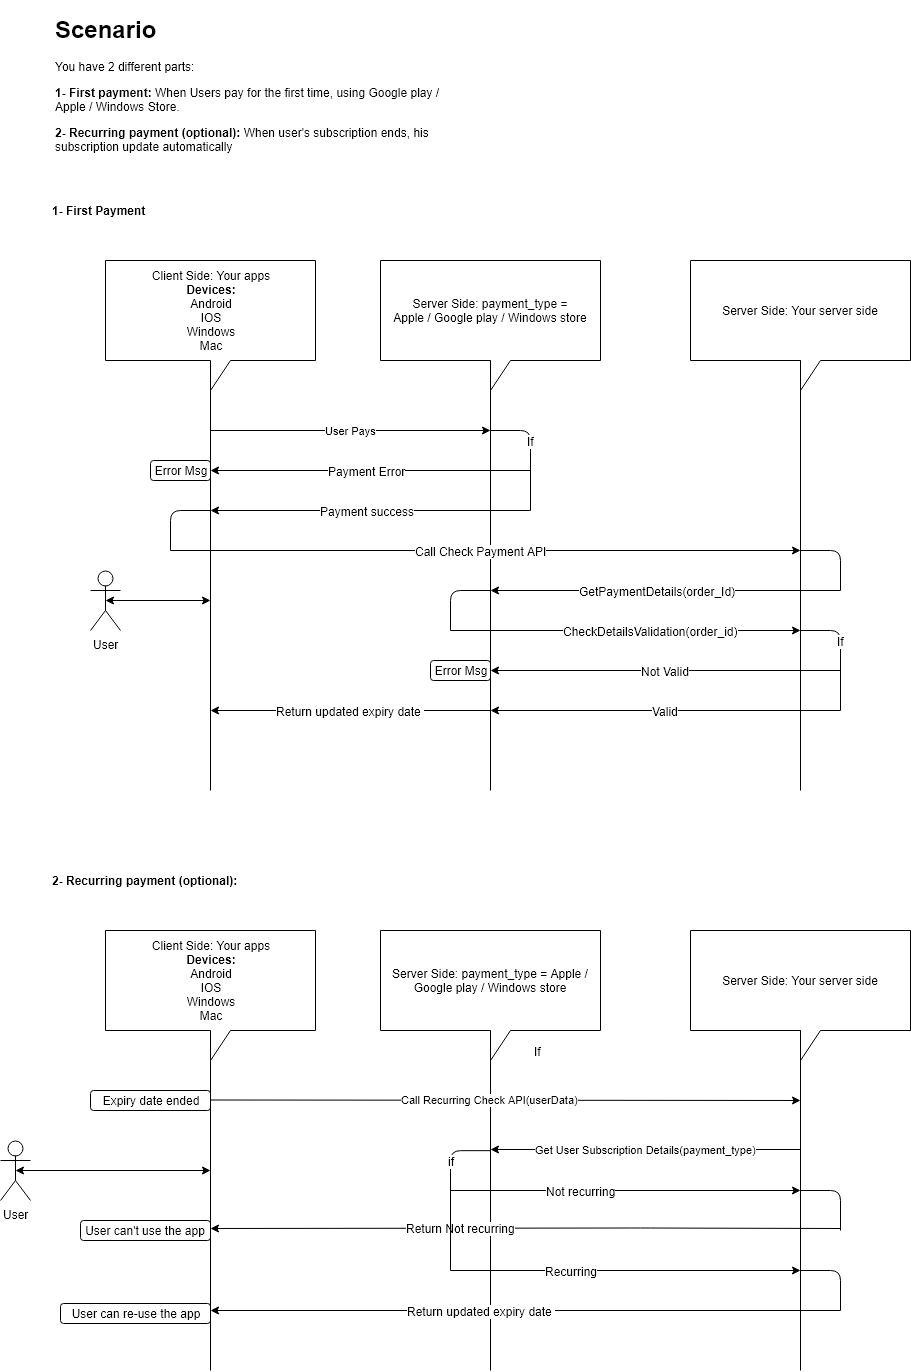 Scenario
You have 2 different parts:
1- First payment: When Users pay for the first time, using Google play /
Apple / Windows Store.
2- Recurring payment (optional): When user's subscription ends, his
subscription update automatically
1- First Payment
Client Side: Your apps
Devices:
Android
IOS
Windows
Mac
Server Side: payment_type =
Apple / Google play / Windows store
Server Side: Your server side
User Pays
If
Error Msg
Payment Error
Payment success
Call Check Payment API
GetPaymentDetails(order_Id)
CheckDetailsValidation(order_id)
If
User
Error Msg
Not Valid
Return updated expiry date
Valid
2- Recurring payment (optional):
Client Side: Your apps
Devices:
Android
IOS
Windows
Mac
Server Side: payment_type = Apple /
Google play / Windows store
Server Side: Your server side
If
Expiry date ended
Call Recurring Check API(userData)
Get User Subscription Details(payment_type)
if
Not recurring
User
User can't use the app
Return Not recurring
Recurring
User can re-use the app
Return updated expiry date